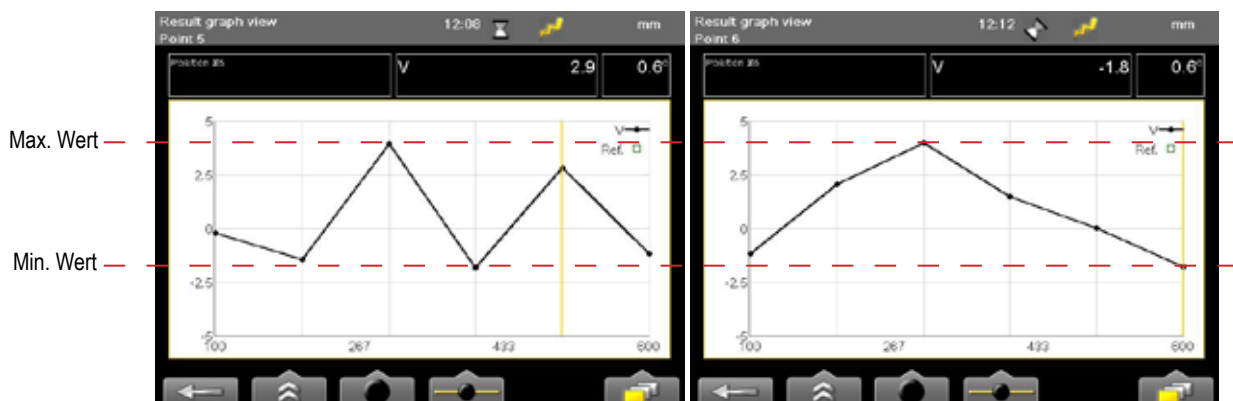 Max. Wert
Min. Wert
Result graph view
Point 5
12:08
mm
V
2.9
0.6°
5
2.5
0
-2.5
-5
100
267
433
600
V
Ref.
Result graph view
Point 6
12:12
mm
V
-1.8
0.6°
5
2.5
0
-2.5
-5
100
267
433
600
V
Ref.